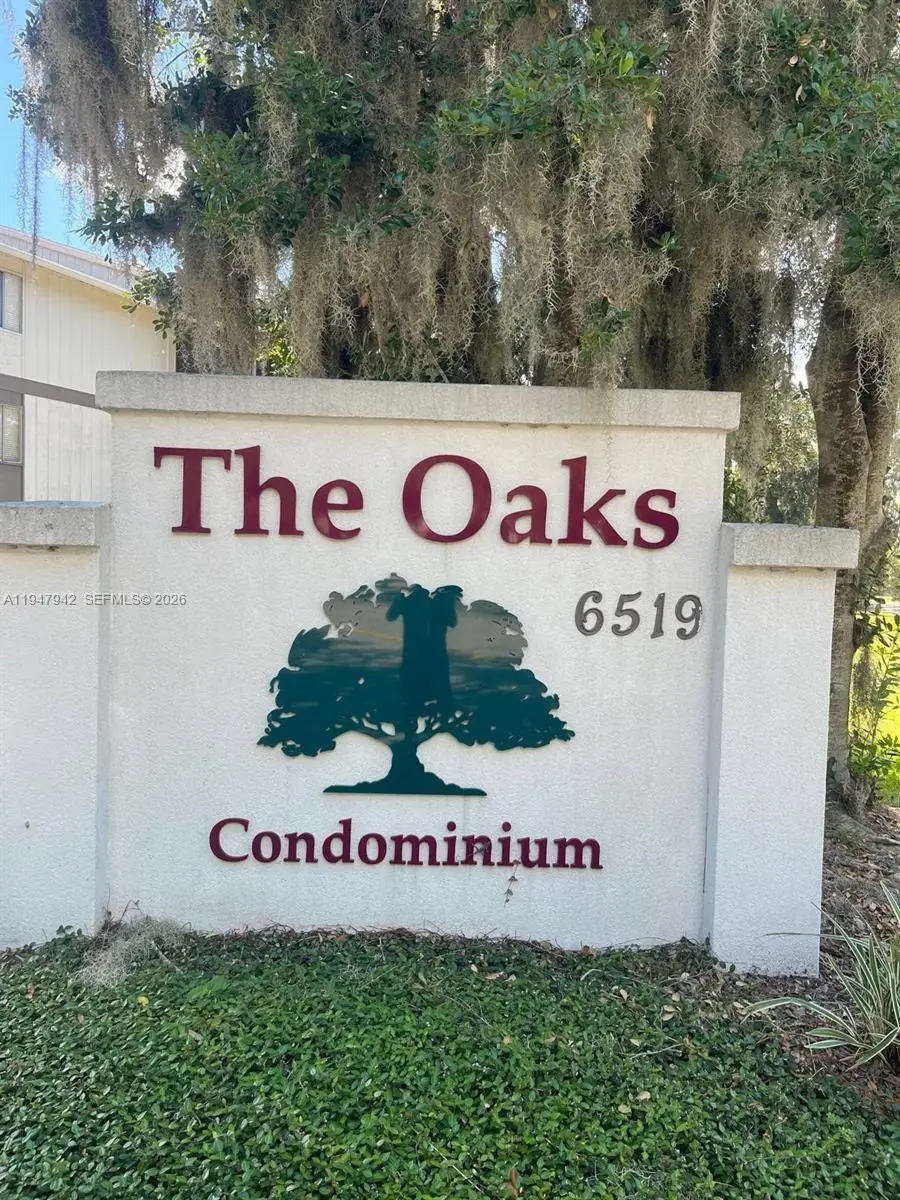 The Oaks
6519
A11947942 SEFMLS© 2026
Condominium